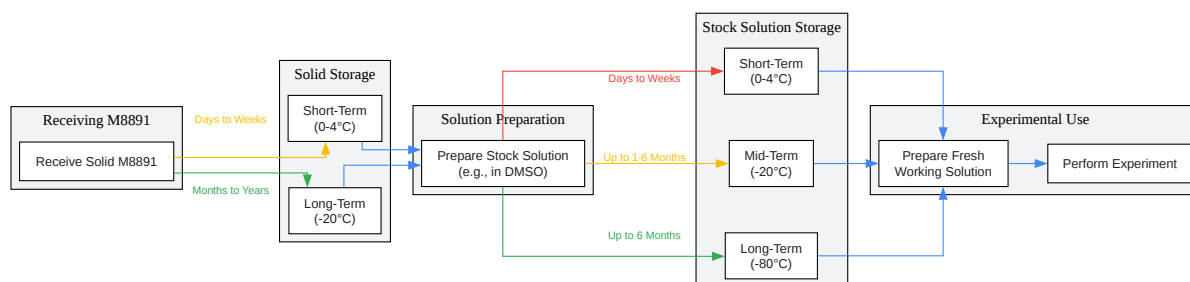 Receiving M8891
Receive Solid M8891
Days to Weeks
Months to Years
Solid Storage
Short-Term
(0-4°C)
Long-Term
(-20°C)
Solution Preparation
Prepare Stock Solution
(e.g., in DMSO)
Days to Weeks
Up to 1-6 Months
Up to 6 Months
Stock Solution Storage
Short-Term
(0-4°C)
Mid-Term
(-20°C)
Long-Term
(-80°C)
Experimental Use
Prepare Fresh
Working Solution
Perform Experiment